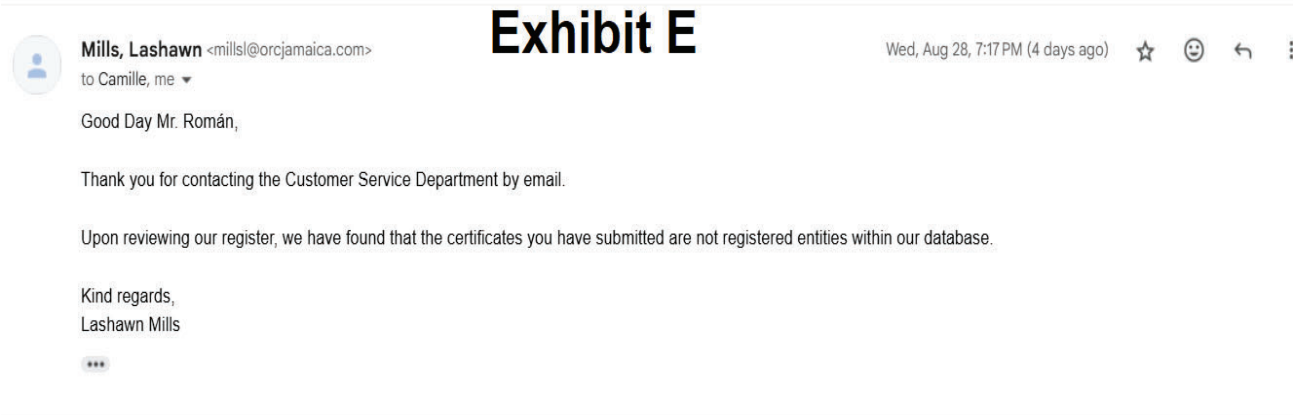 Exhibit E
Mills, Lashawn <millsl@orcjamaica.com>
Wed, Aug 28, 7:17 PM (4 days ago)
to Camille, me
Good Day Mr. Román,
Thank you for contacting the Customer Service Department by email.
Upon reviewing our register, we have found that the certificates you have submitted are not registered entities within our database.
Kind regards,
Lashawn Mills